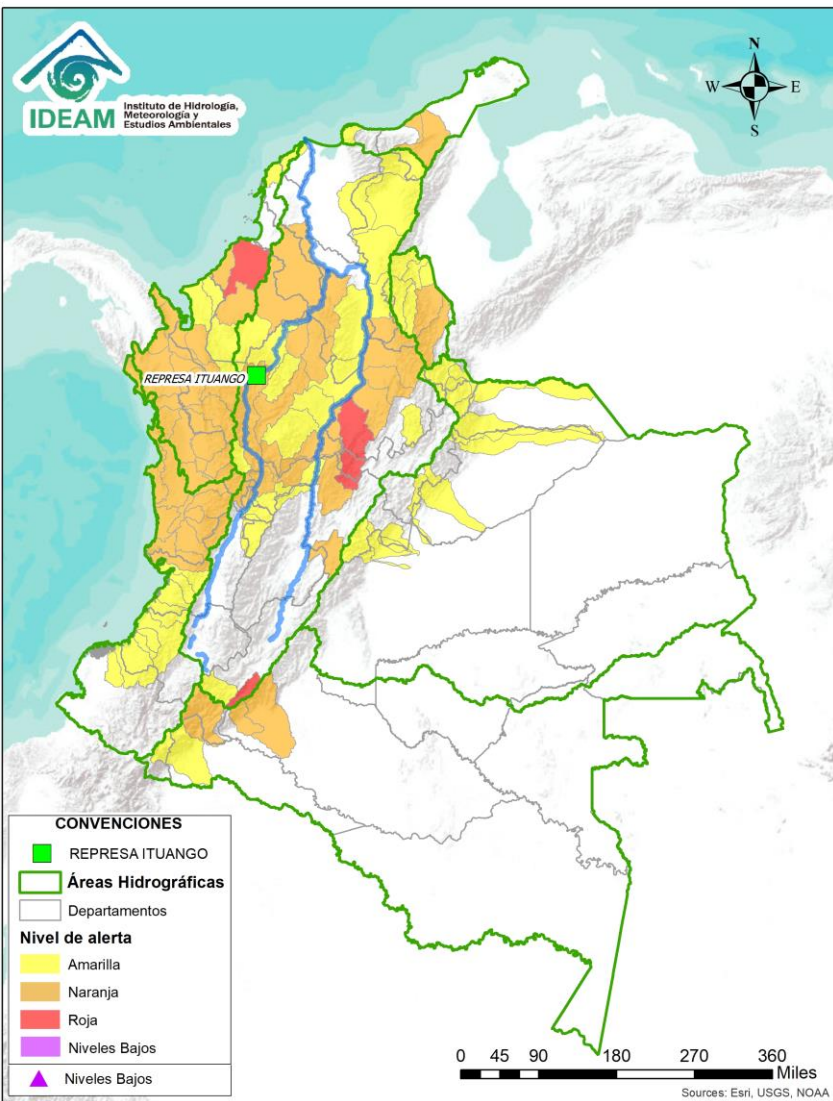 IDEAM
Instituto de Hidrología,
Meteorología y
Estudios Ambientales
N
W
E
S
REPRESA ITUANGO
CONVENCIONES
REPRESA ITUANGO
Áreas Hidrográficas
Departamentos
Nivel de alerta
Amarilla
Naranja
Roja
Niveles Bajos
Niveles Bajos
0 45 90 180 270 360
Miles
Sources: Esri, USGS, NOAA